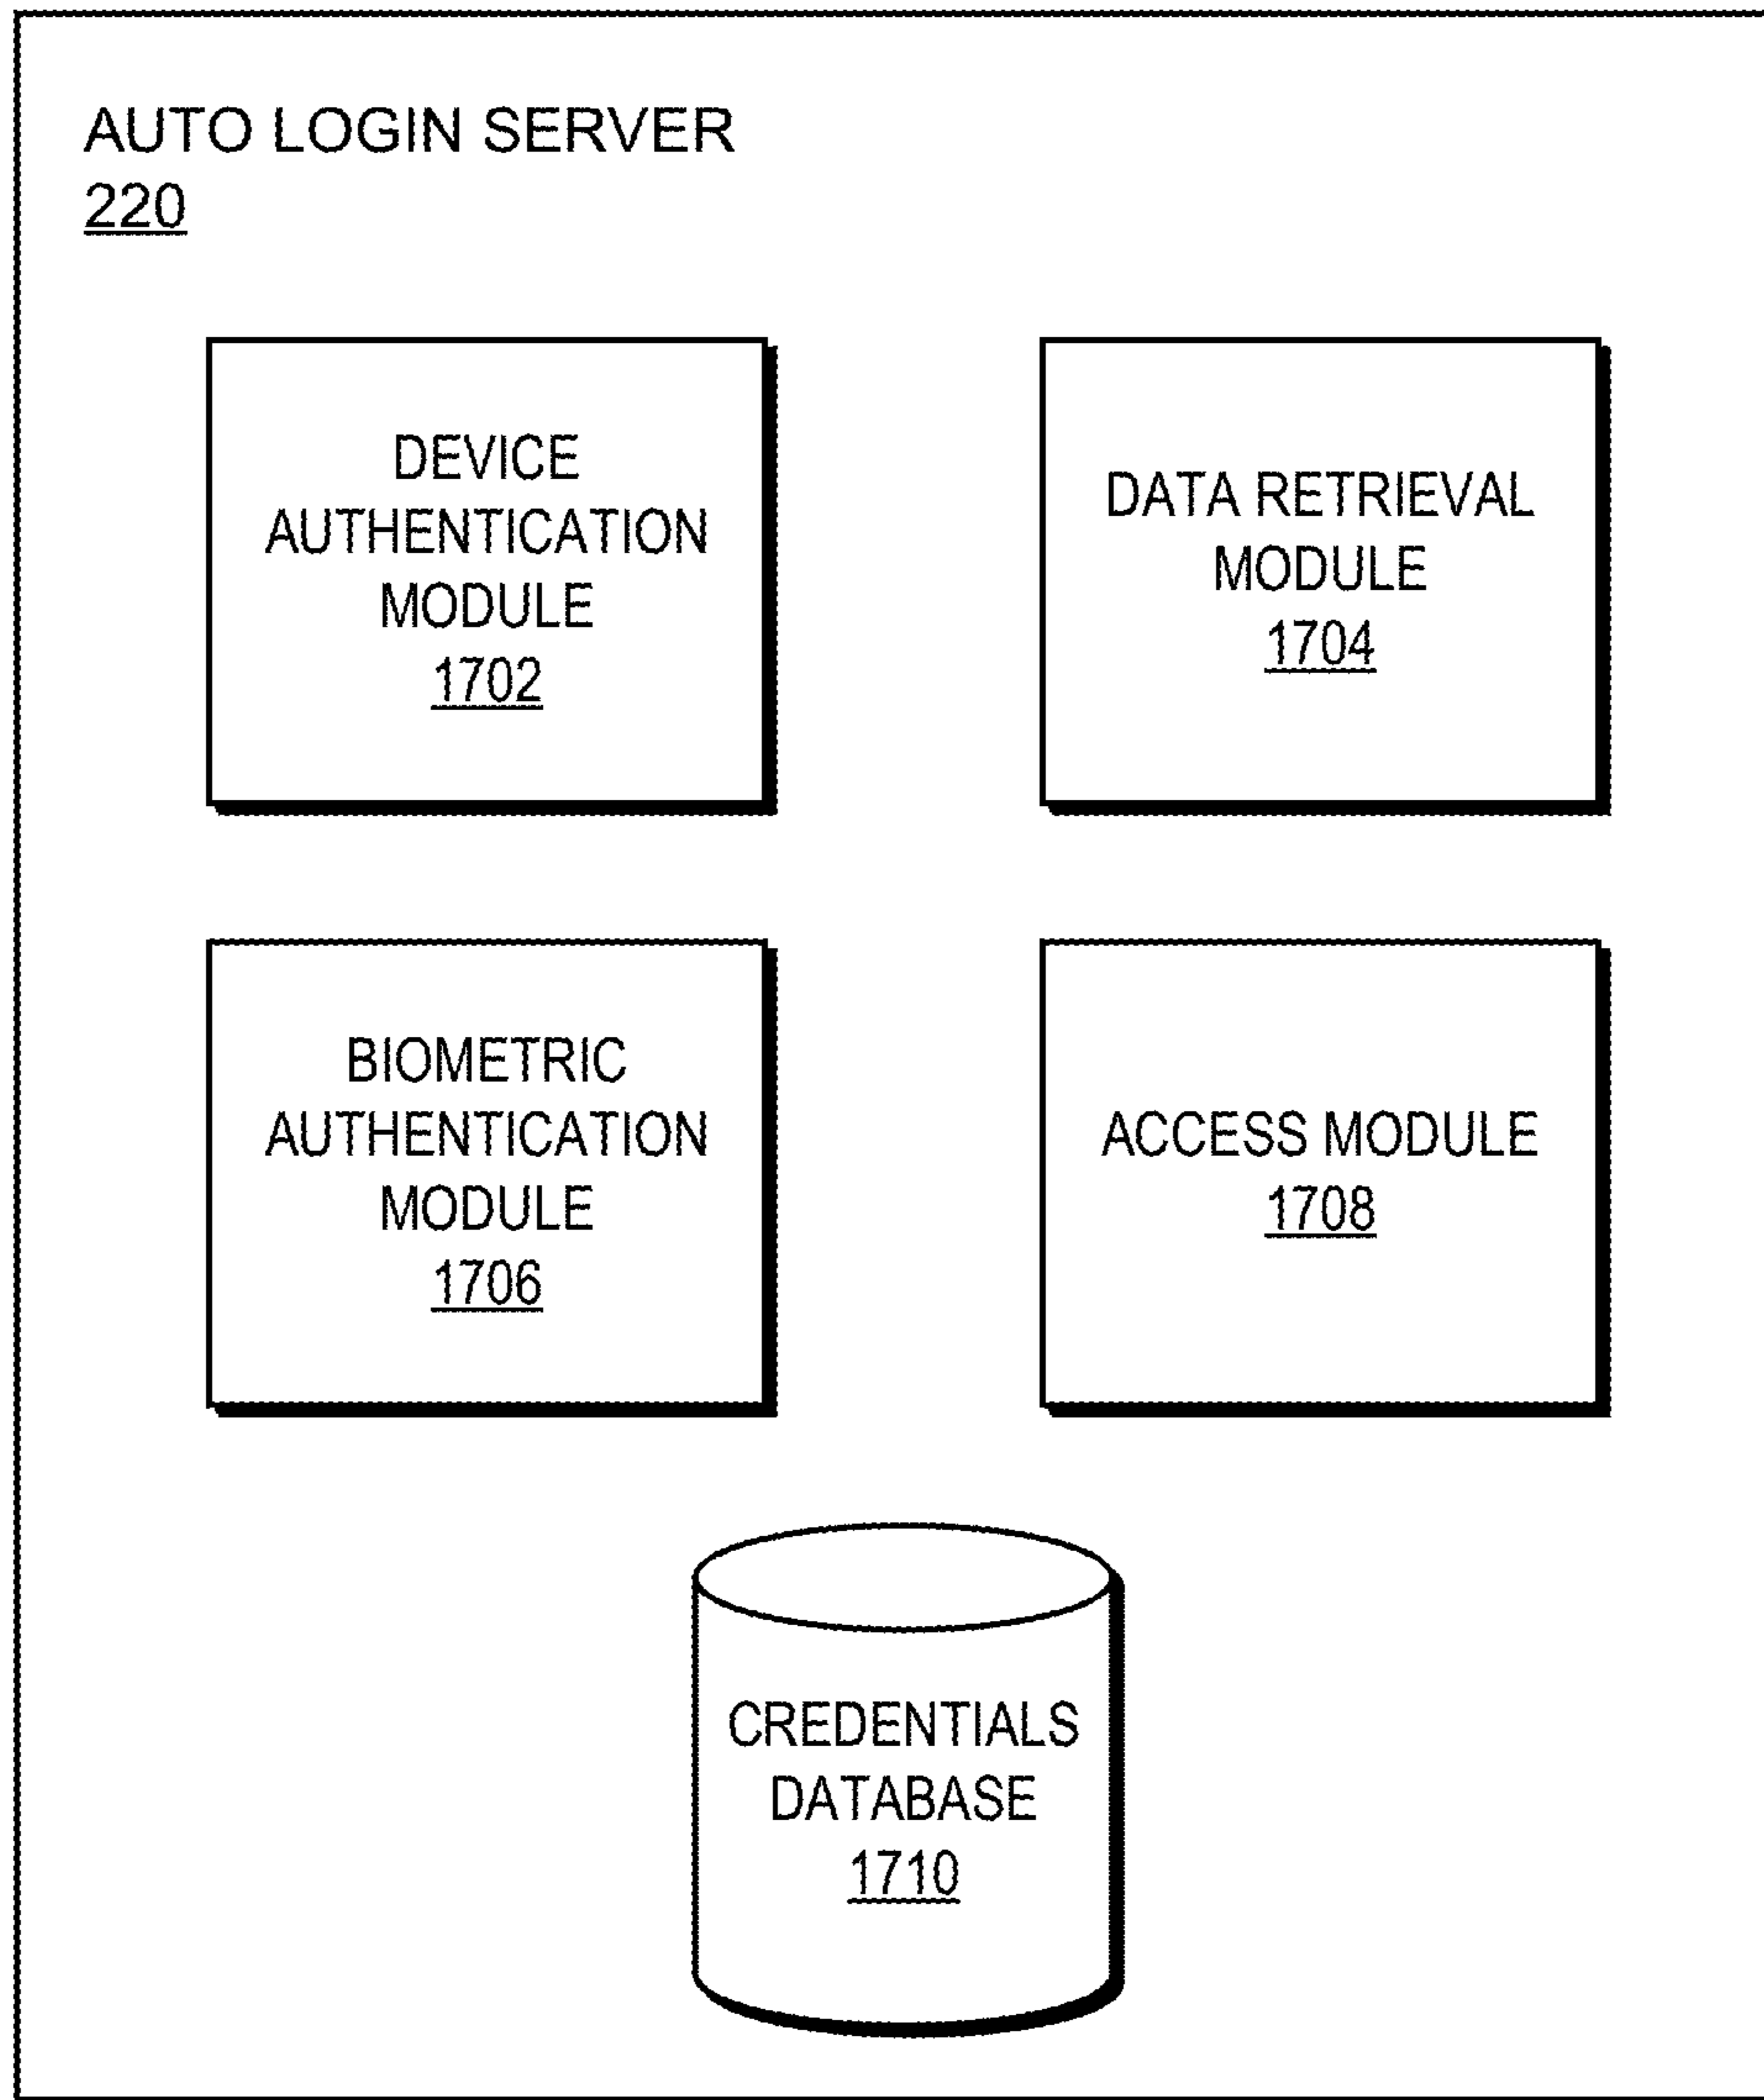 AUTO LOGIN SERVER
220
DEVICE
AUTHENTICATION
MODULE
1702
DATA RETRIEVAL
MODULE
1704
BIOMETRIC
AUTHENTICATION
MODULE
1706
ACCESS MODULE
1708
CREDENTIALS
DATABASE
1710